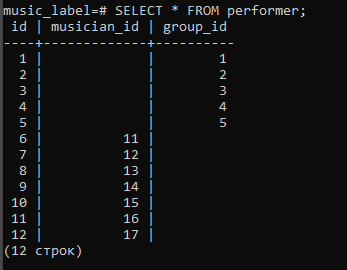 music_label=# SELECT * FROM performer;
 id | musician_id | group_id
----+-------------+----------
  1 |             |        1
  2 |             |        2
  3 |             |        3
  4 |             |        4
  5 |             |        5
  6 |          11 |
  7 |          12 |
  8 |          13 |
  9 |          14 |
 10 |          15 |
 11 |          16 |
 12 |          17 |
(12 строк)